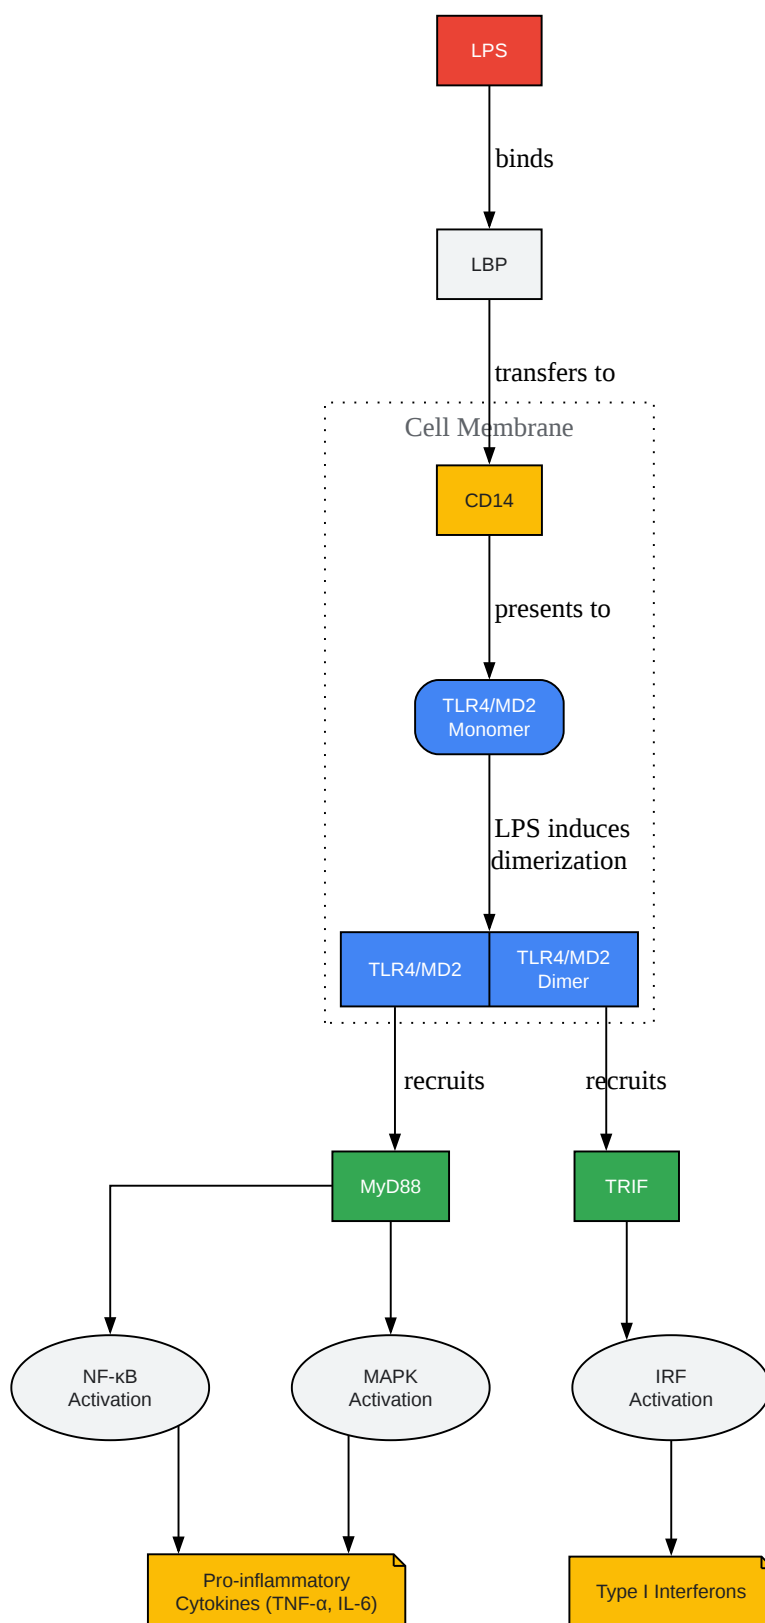 LPS
binds
LBP
transfers to
Cell Membrane
CD14
presents to
TLR4/MD2
Monomer
LPS induces
dimerization
TLR4/MD2
TLR4/MD2
Dimer
recruits
recruits
MyD88
TRIF
NF-κB
Activation
MAPK
Activation
IRF
Activation
Pro-inflammatory
Cytokines (TNF-α, IL-6)
Type I Interferons